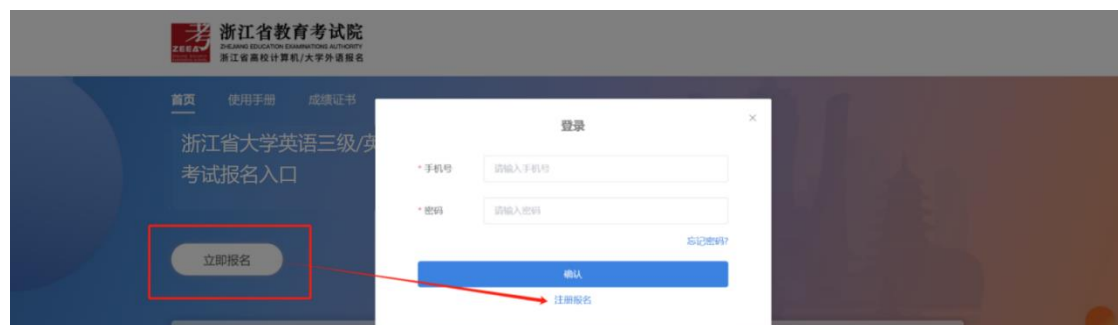 浙江省教育考试院
ZHEJIANG EDUCATION EXAMINATIONS AUTHORITY
浙江省高校计算机/大学外语报名
考
ZEEA
首页 使用手册 成绩证书
浙江省大学英语三级/英
考试报名入口
立即报名
登录
×
* 手机号 请输入手机号
* 密码 请输入密码
忘记密码?
确认
注册报名